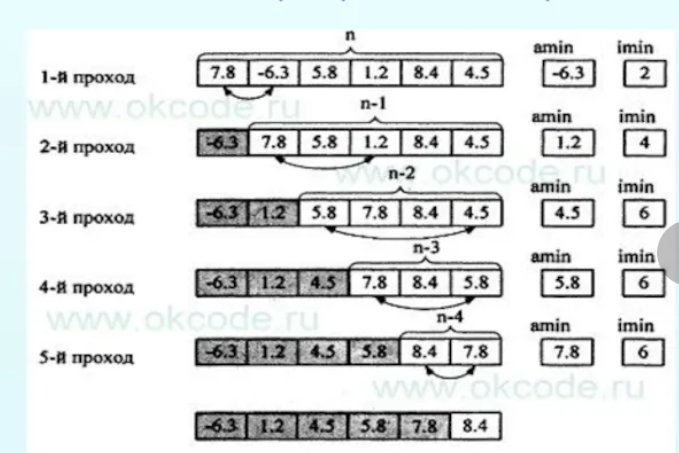 n
amin imin
1-й проход 7.8 -6.3 5.8 1.2 8.4 4.5 -6.3 2
www.okcode.ru
n-1
amin imin
2-й проход -6.3 7.8 5.8 1.2 8.4 4.5 1.2 4
www.okcode.ru
n-2
amin imin
3-й проход -6.3 1.2 5.8 7.8 8.4 4.5 4.5 6
n-3
amin imin
4-й проход -6.3 1.2 4.5 7.8 8.4 5.8 5.8 6
www.okcode.ru
n-4
amin imin
5-й проход -6.3 1.2 4.5 5.8 8.4 7.8 7.8 6
www.okcode.ru
-6.3 1.2 4.5 5.8 7.8 8.4